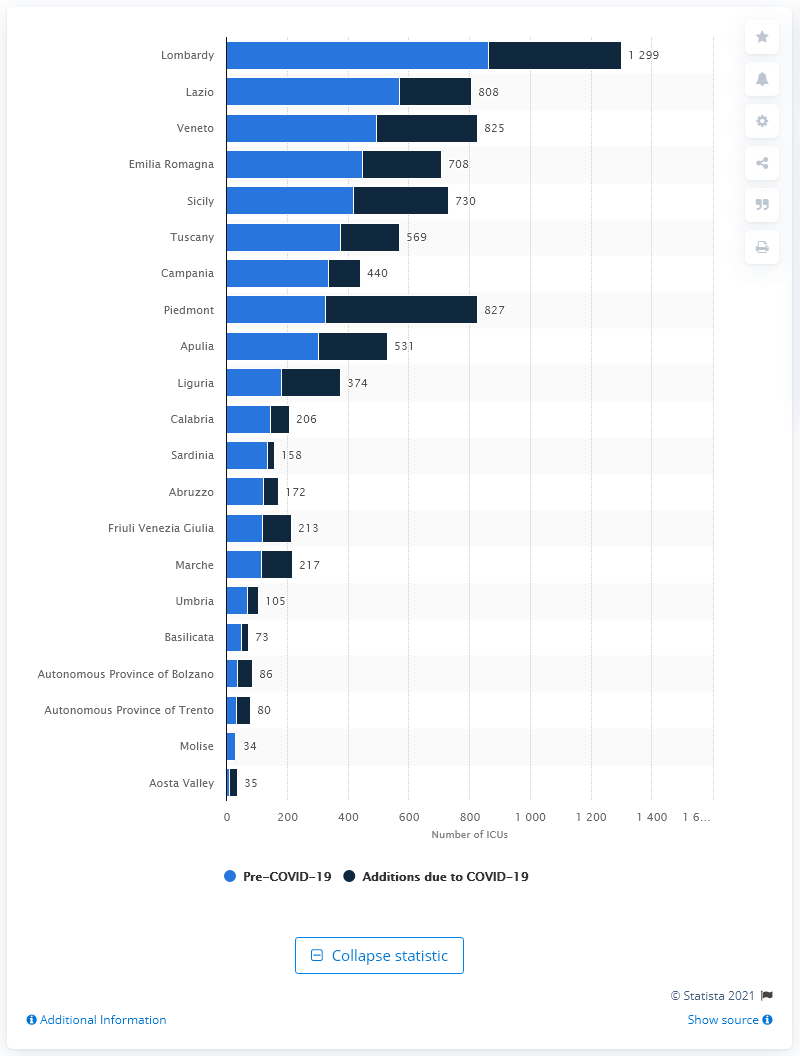 Lombardy 1 299
Lazio 808
Veneto 825
Emilia Romagna 708
Sicily 730
Tuscany 569
Campania 440
Piedmont 827
Apulia 531
Liguria 374
Calabria 206
Sardinia 158
Abruzzo 172
Friuli Venezia Giulia 213
Marche 217
Umbria 105
Basilicata 73
Autonomous Province of Bolzano 86
Autonomous Province of Trento 80
Molise 34
Aosta Valley 35
0 200 400 600 800 1 000 1 200 1 400 1 6…
Number of ICUs
Pre-COVID-19 Additions due to COVID-19
Collapse statistic
© Statista 2021
Additional Information Show source